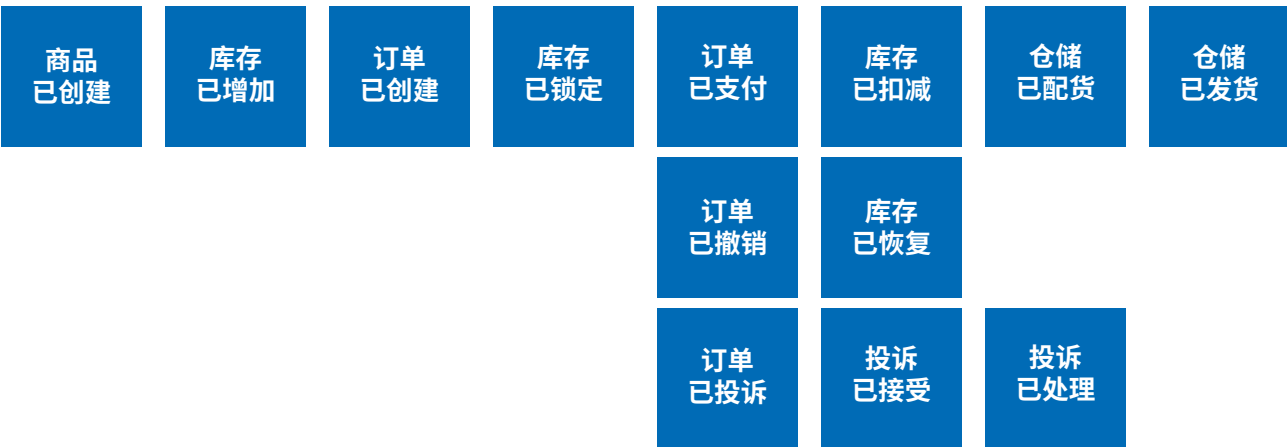 商品
已创建
库存
已增加
订单
已创建
库存
已锁定
订单
已支付
库存
已扣减
仓储
已配货
仓储
已发货
订单
已撤销
库存
已恢复
订单
已投诉
投诉
已接受
投诉
已处理